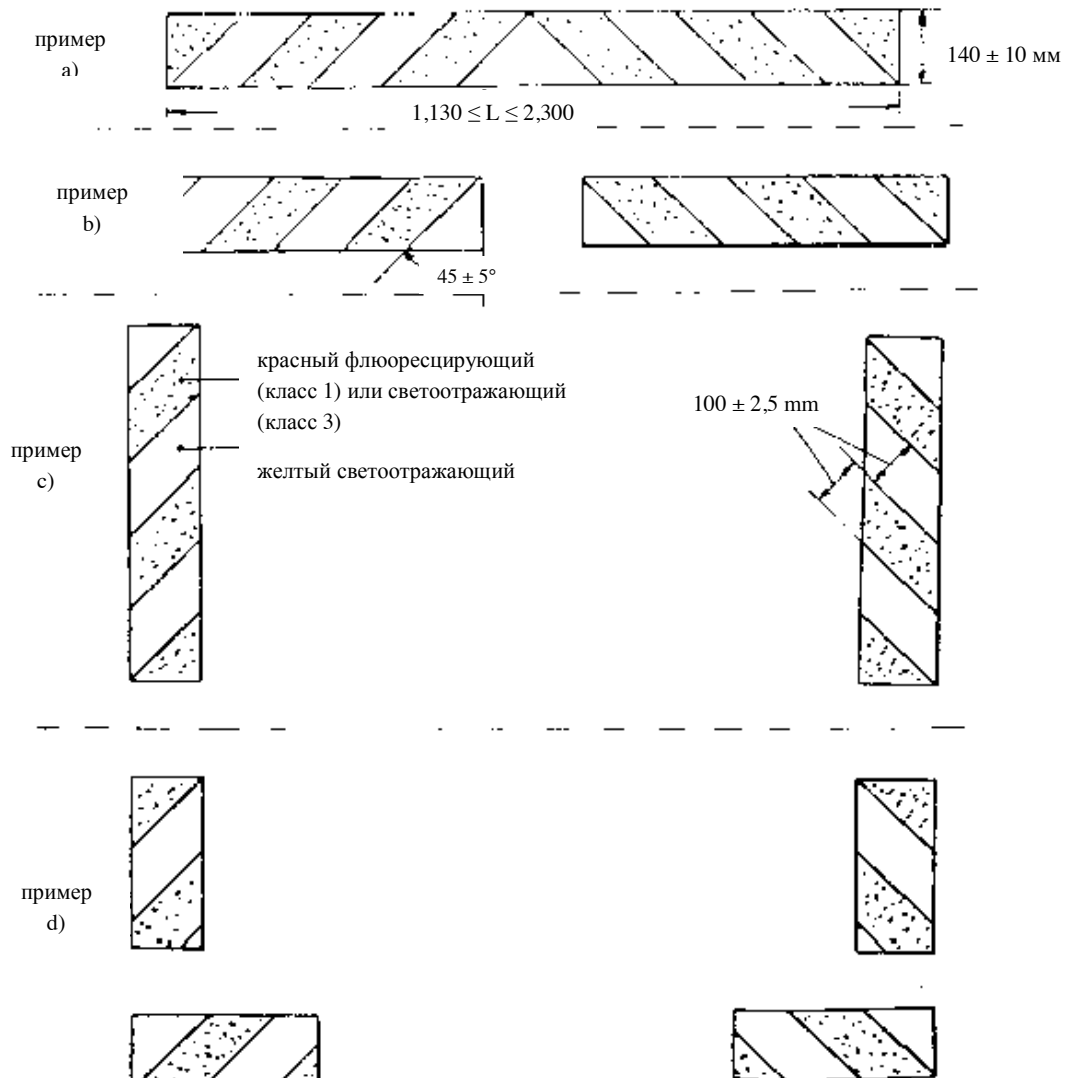 пример
а)
140 ± 10 мм
1,130 ≤ L ≤ 2,300
пример
b)
45 ± 5°
красный флюоресцирующий
(класс 1) или светоотражающий
(класс 3)
100 ± 2,5 mm
пример
c)
желтый светоотражающий
пример
d)